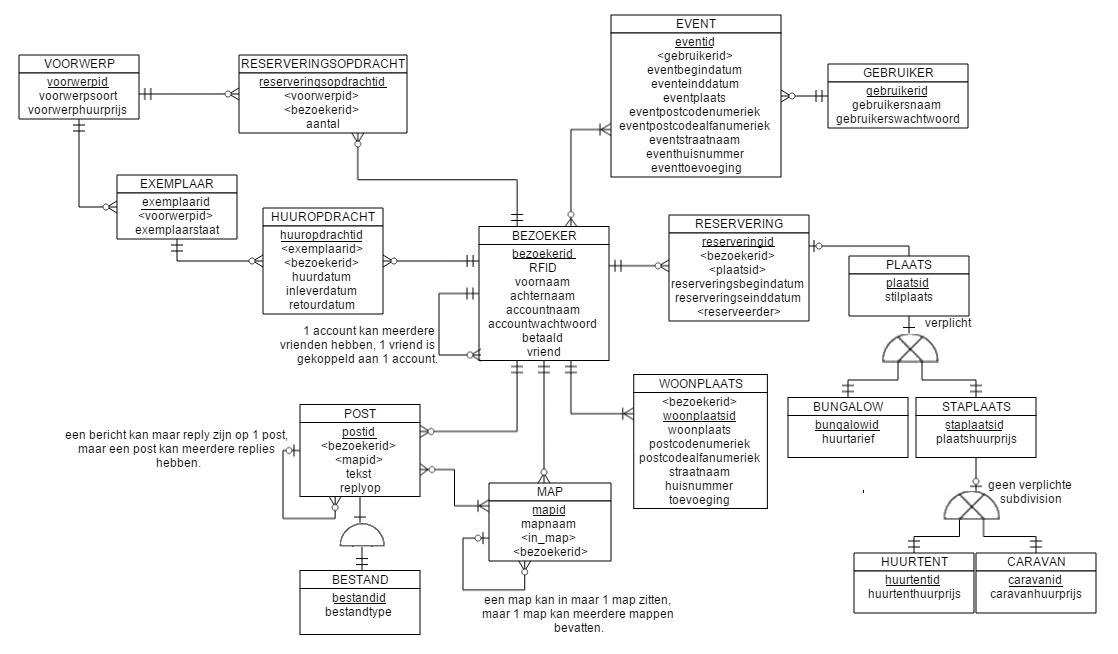 VOORWERP
voorwerpid
voorwerpsoort
voorwerphuurprijs
RESERVERINGSOPDRACHT
reserveringsopdrachtid
<voorwerpid>
<bezoekerid>
aantal
EVENT
eventid
<gebruikerid>
eventbegindatum
eventeinddatum
eventplaats
eventpostcodenumeriek
eventpostcodealfanumeriek
eventstraatnaam
eventhuisnummer
eventtoevoeging
GEBRUIKER
gebruikerid
gebruikersnaam
gebruikerswachtwoord
EXEMPLAAR
exemplaarid
<voorwerpid>
exemplaarstaat
HUUROPDRACHT
huuropdrachtid
<exemplaarid>
<bezoekerid>
huurdatum
inleverdatum
retourdatum
BEZOEKER
bezoekerid
RFID
voornaam
achternaam
accountnaam
accountwachtwoord
betaald
vriend
1 account kan meerdere
vrienden hebben, 1 vriend is
gekoppeld aan 1 account.
RESERVERING
reserveringid
<bezoekerid>
<plaatsid>
reserveringsbegindatum
reserveringseinddatum
<reserveerder>
PLAATS
plaatsid
stilplaats
verplicht
BUNGALOW
bungalowid
huurtarief
STAPLAATS
staplaatsid
plaatshuurprijs
geen verplichte
subdivision
HUURTENT
huurtentid
huurtenthuurprijs
CARAVAN
caravanid
caravanhuurprijs
WOONPLAATS
<bezoekerid>
woonplaatsid
woonplaats
postcodenumeriek
postcodealfanumeriek
straatnaam
huisnummer
toevoeging
POST
postid
<bezoekerid>
<mapid>
tekst
replyop
een bericht kan maar reply zijn op 1 post,
maar een post kan meerdere replies
hebben.
BESTAND
bestandid
bestandtype
MAP
mapid
mapnaam
<in_map>
<bezoekerid>
een map kan in maar 1 map zitten,
maar 1 map kan meerdere mappen
bevatten.